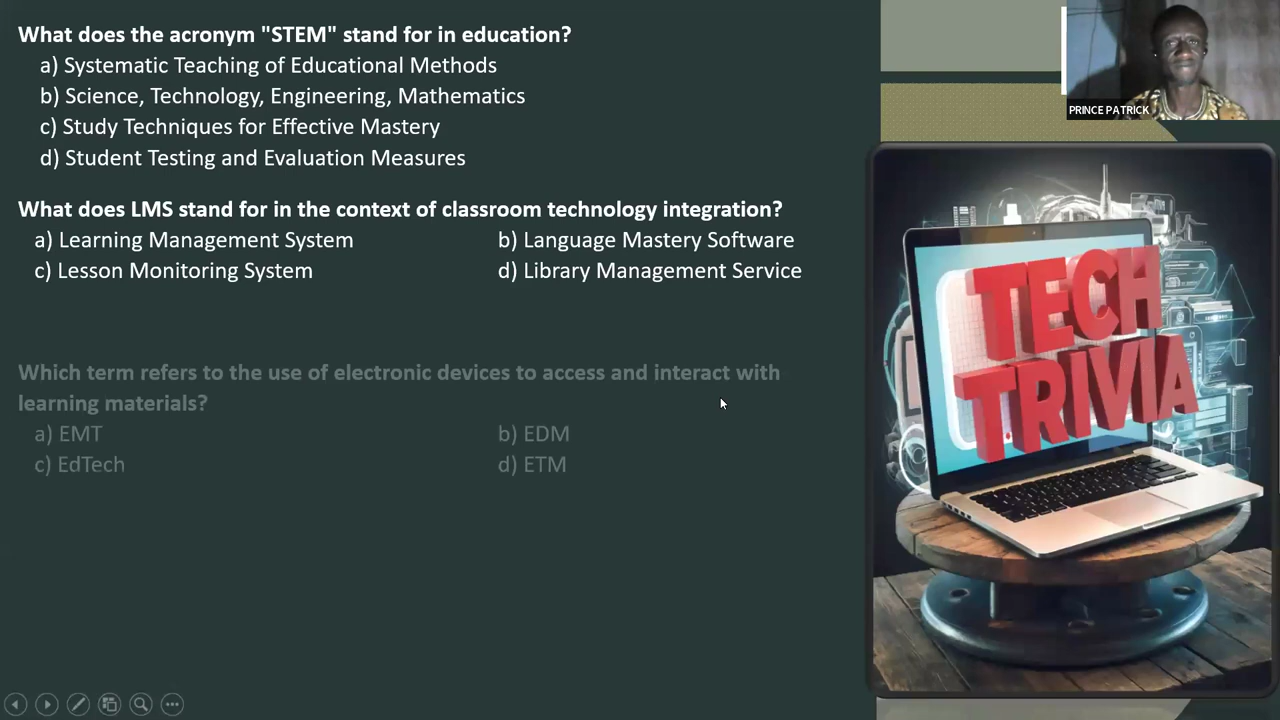 What does the acronym "STEM" stand for in education?
a) Systematic Teaching of Educational Methods
b) Science, Technology, Engineering, Mathematics
c) Study Techniques for Effective Mastery
d) Student Testing and Evaluation Measures
What does LMS stand for in the context of classroom technology integration?
a) Learning Management System
b) Language Mastery Software
c) Lesson Monitoring System
d) Library Management Service
Which term refers to the use of electronic devices to access and interact with
learning materials?
a) EMT
b) EDM
c) EdTech
d) ETM
PRINCE PATRICK
TECH
TRIVIA